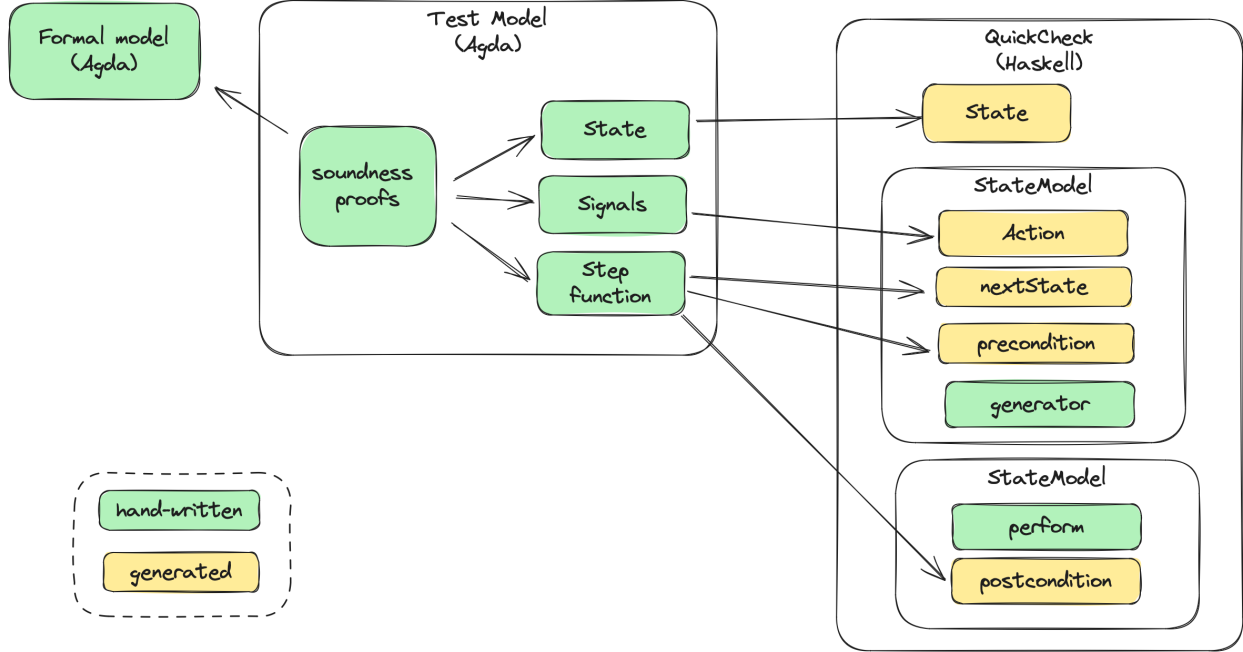 Formal model
(Agda)
Test Model
(Agda)
soundness
proofs
State
Signals
Step
function
QuickCheck
(Haskell)
State
StateModel
Action
nextState
precondition
generator
StateModel
perform
postcondition
hand-written
generated